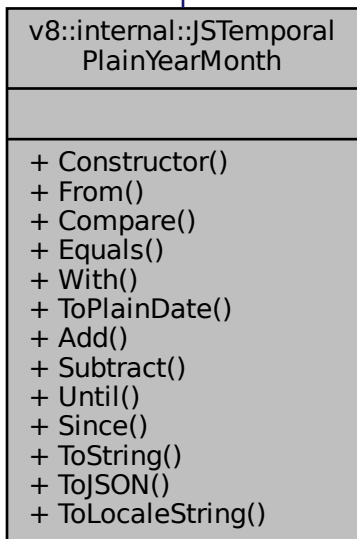 v8::internal::JSTemporal
PlainYearMonth
+ Constructor()
+ From()
+ Compare()
+ Equals()
+ With()
+ ToPlainDate()
+ Add()
+ Subtract()
+ Until()
+ Since()
+ ToString()
+ ToJSON()
+ ToLocaleString()